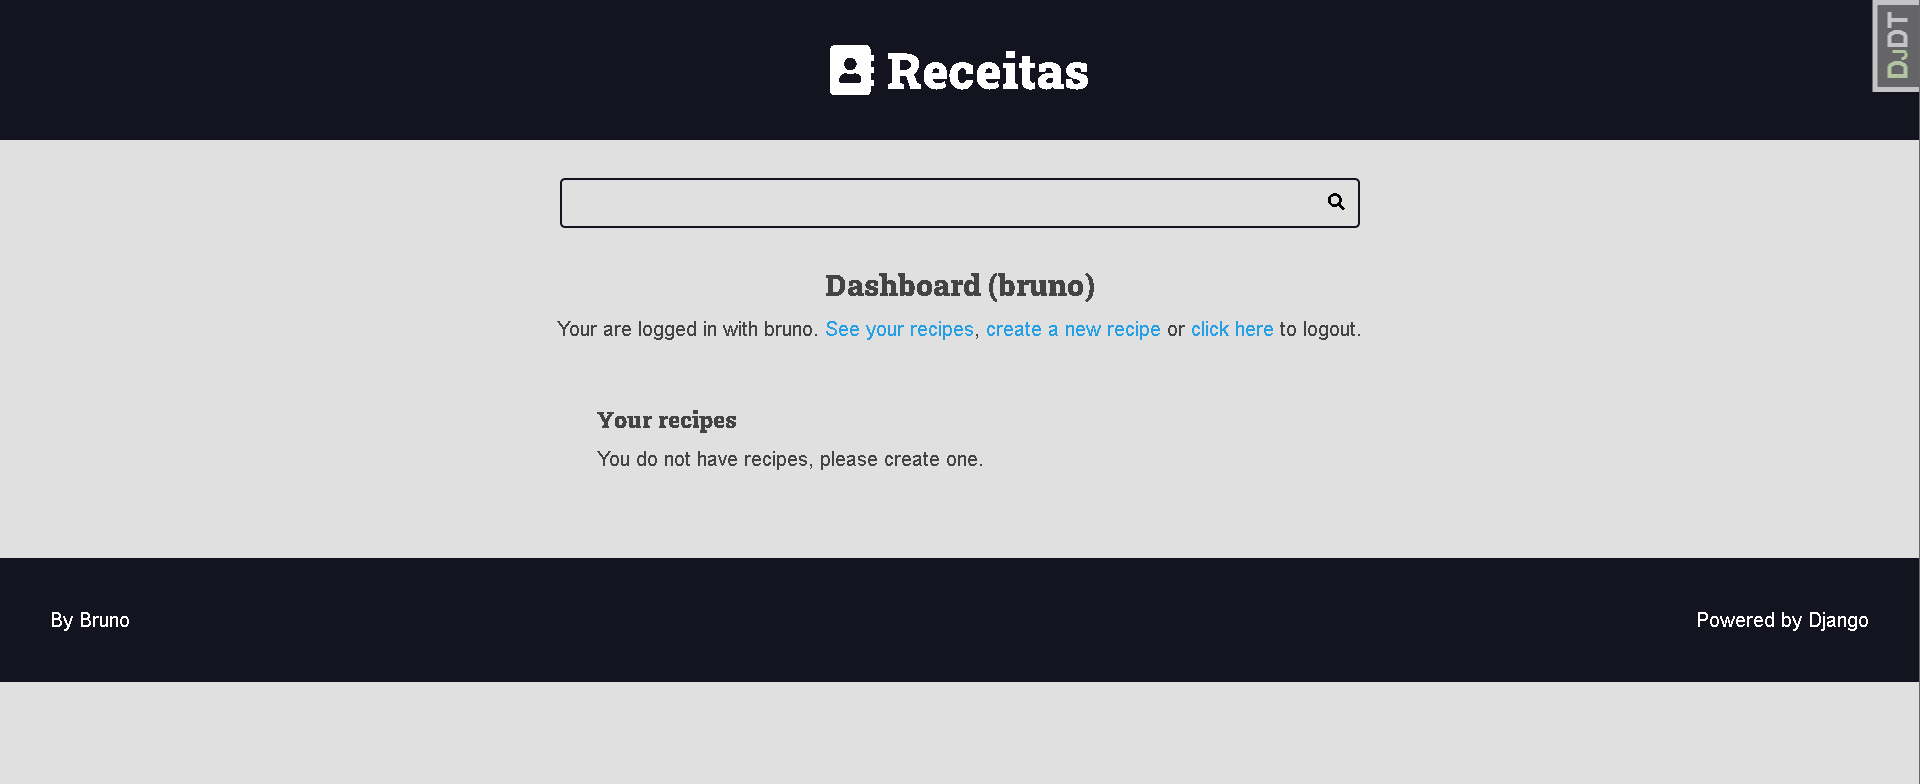 Receitas
DJDT
Dashboard (bruno)
Your are logged in with bruno. See your recipes, create a new recipe or click here to logout.
Your recipes
You do not have recipes, please create one.
By Bruno
Powered by Django